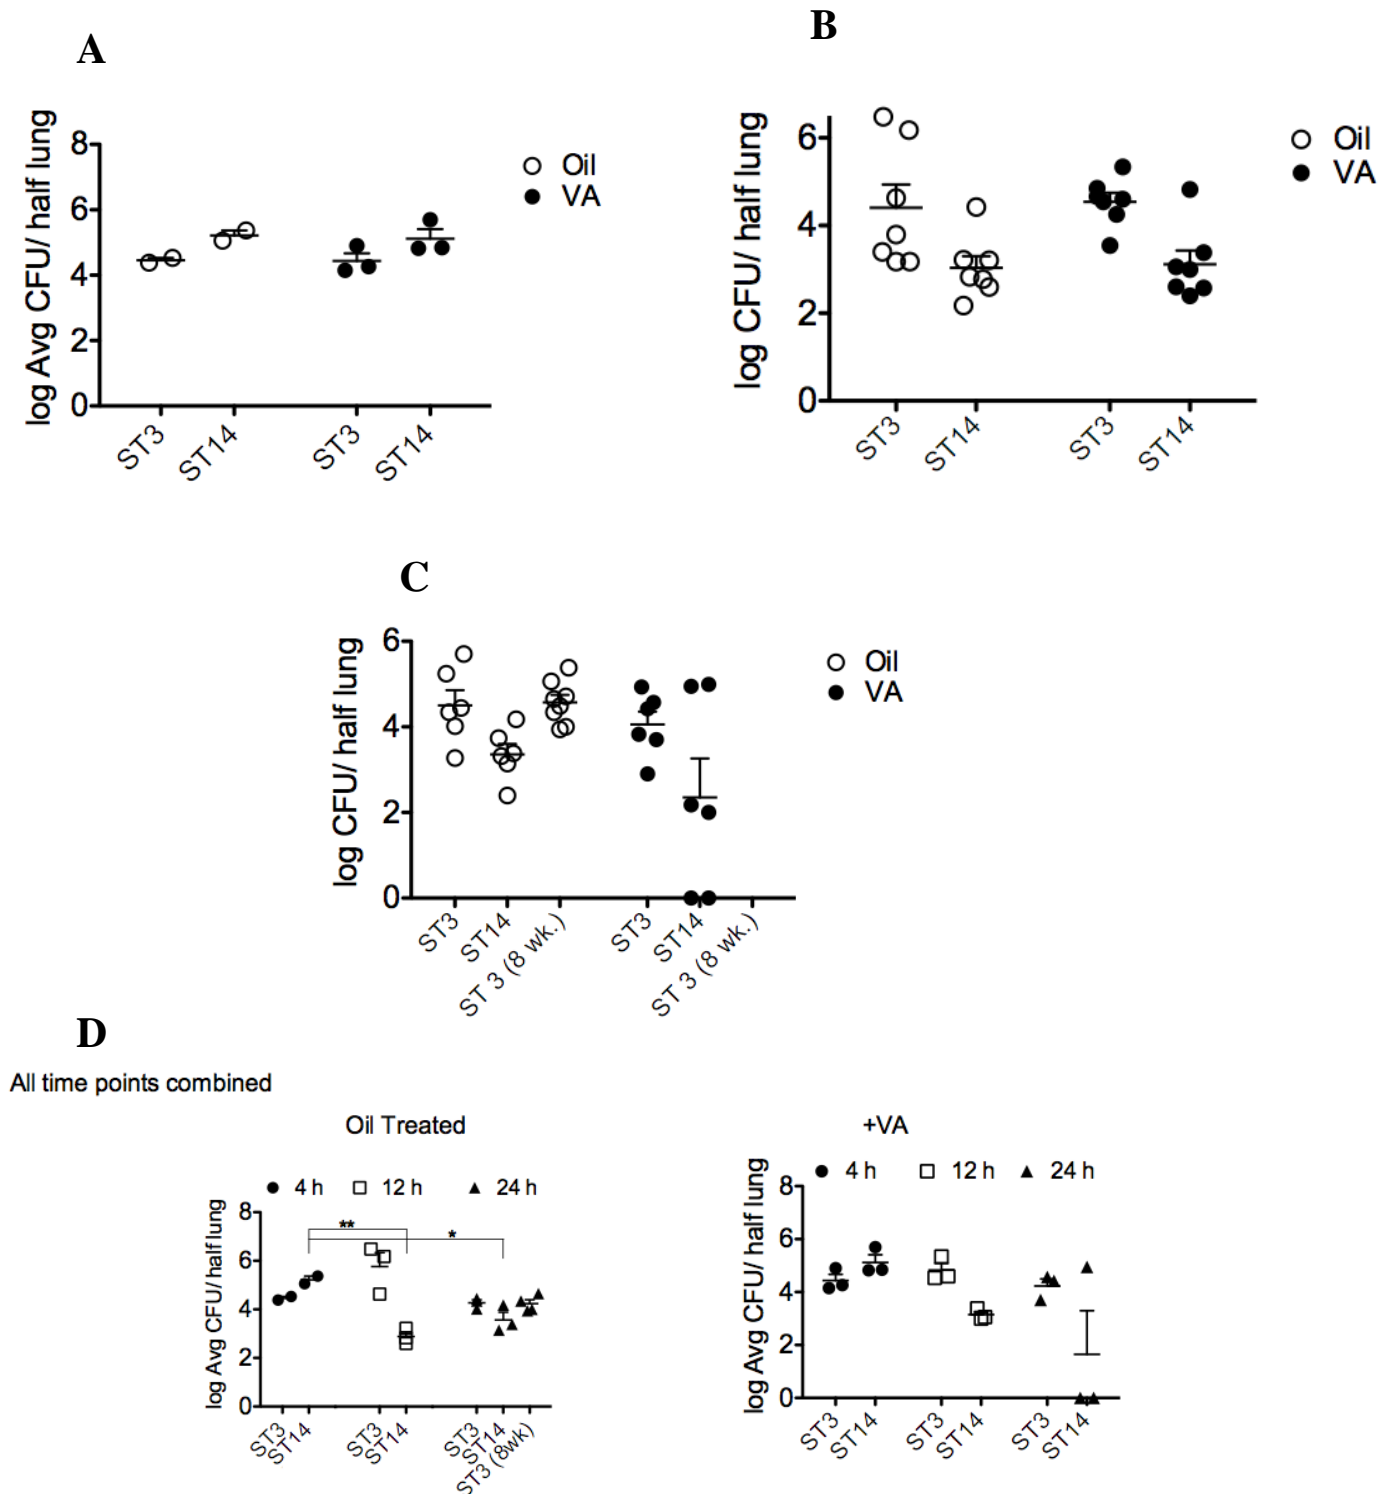 A
log Avg CFU/ half lung
8
6
4
2
0
ST3
ST14
ST3
ST14
Oil
VA
B
log CFU/ half lung
6
4
2
0
ST3
ST14
ST3
ST14
Oil
VA
C
log CFU/ half lung
6
4
2
0
ST3
ST14
ST 3 (8 wk.)
ST3
ST14
ST 3 (8 wk.)
Oil
VA
D
All time points combined
Oil Treated
4 h 12 h 24 h
log Avg CFU/ half lung
8
6
4
2
0
**
*
ST3
ST14
ST3
ST14
ST3
ST14
ST3 (8wk)
+VA
4 h 12 h 24 h
log Avg CFU/ half lung
8
6
4
2
0
ST3
ST14
ST3
ST14
ST3
ST14